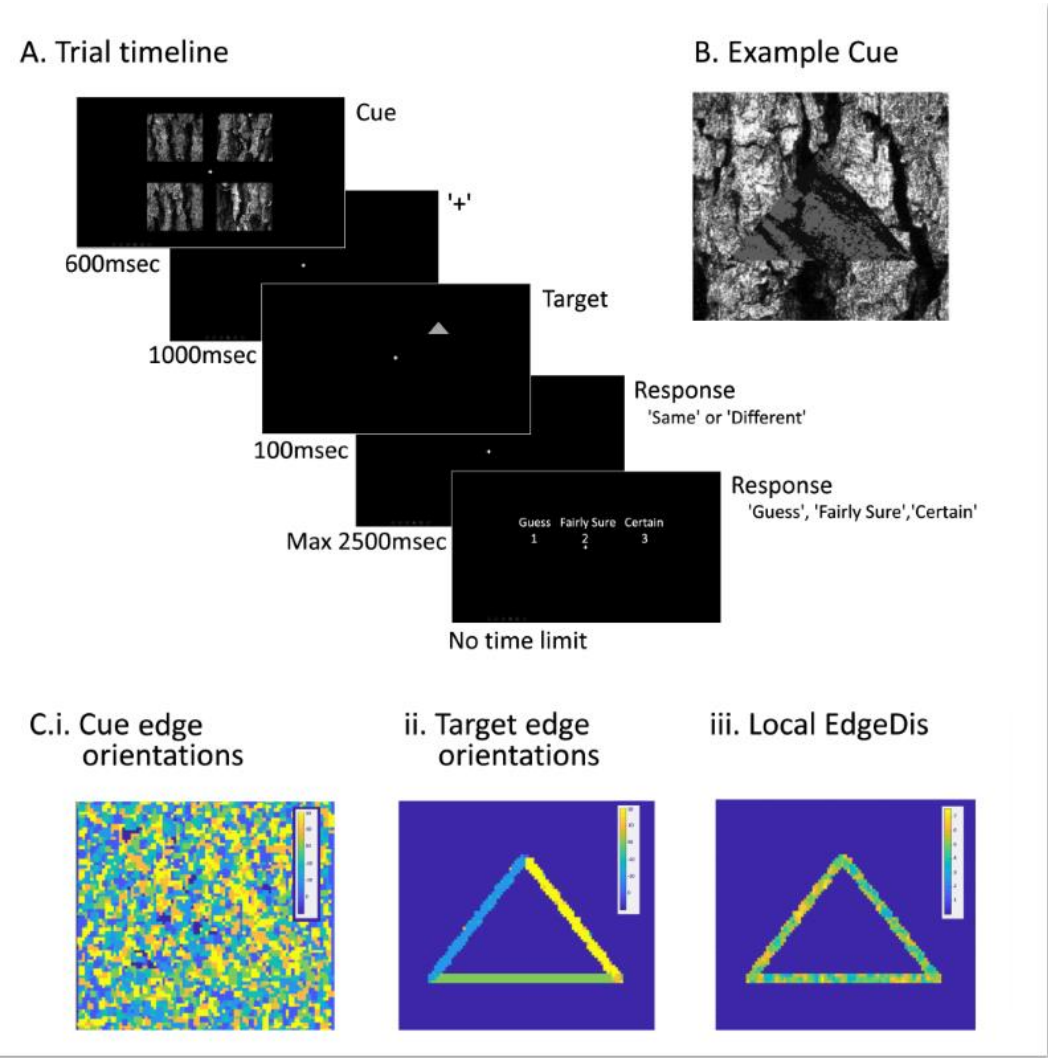 A. Trial timeline
B. Example Cue
Cue
'+'
600msec
Target
1000msec
Response
'Same' or 'Different'
100msec
Response
'Guess', 'Fairly Sure','Certain'
Guess Fairly Sure Certain
1 2 3
+
Max 2500msec
No time limit
C.i. Cue edge
orientations
ii. Target edge
orientations
iii. Local EdgeDis